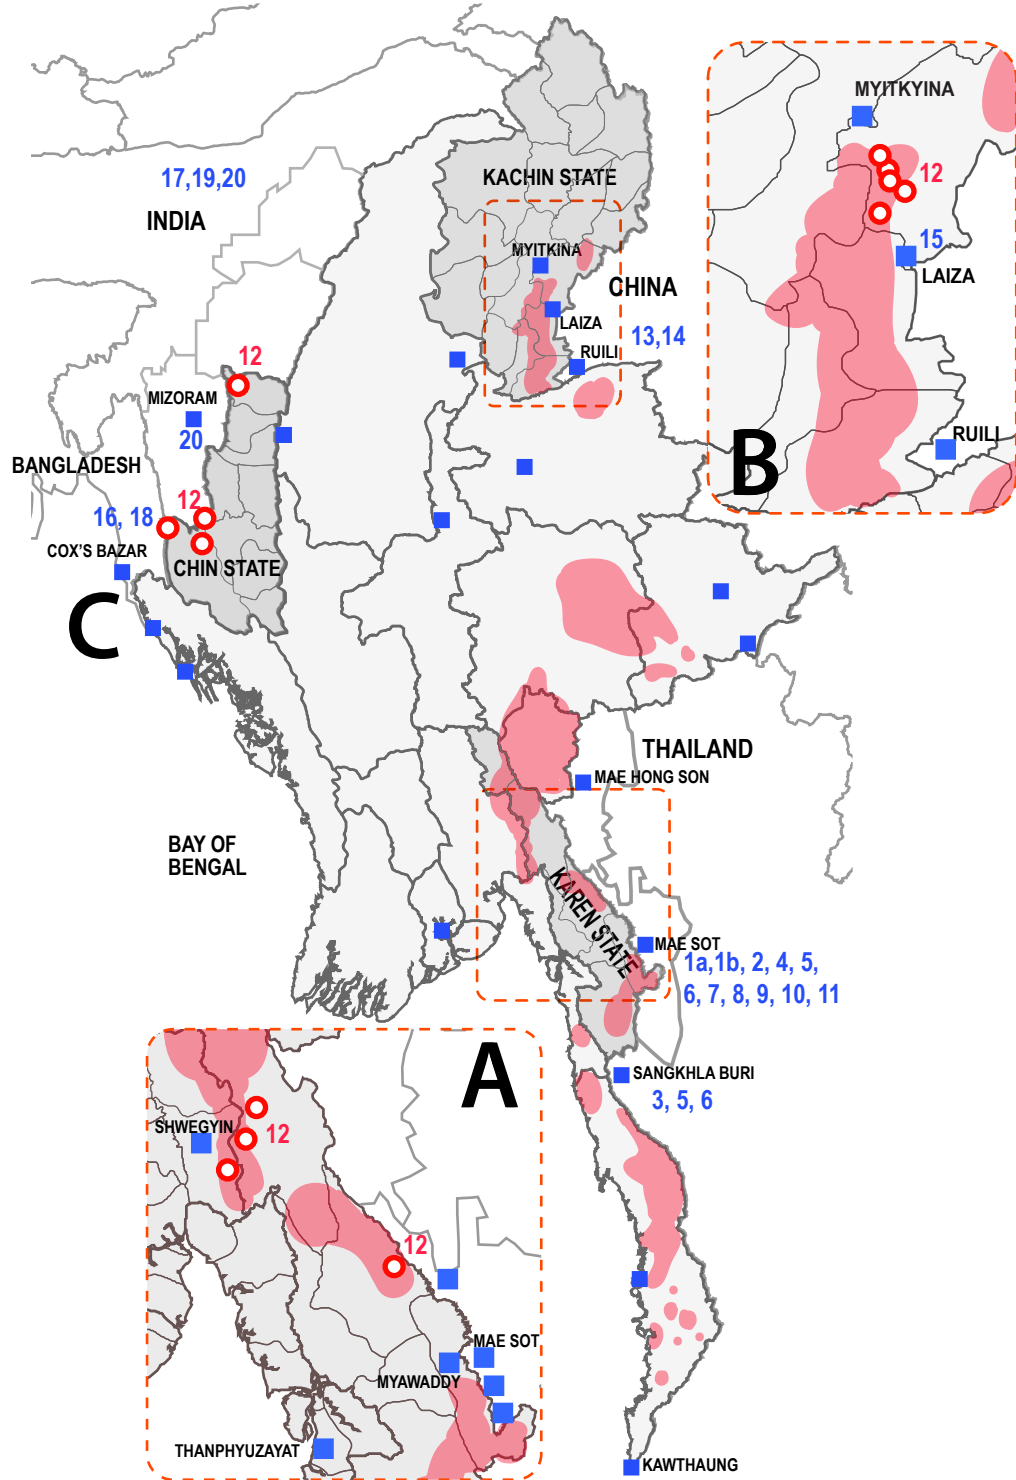 MYITKYINA
12
15
LAIZA
RUILI
B
17,19,20
INDIA
KACHIN STATE
MYITKINA
CHINA
LAIZA
13,14
RUILI
12
MIZORAM
20
BANGLADESH
12
16, 18
COX'S BAZAR
CHIN STATE
C
THAILAND
MAE HONG SON
BAY OF
BENGAL
KAREN STATE
MAE SOT
1a,1b, 2, 4, 5,
6, 7, 8, 9, 10, 11
SANGKHLA BURI
3, 5, 6
A
SHWEGYIN
12
12
MAE SOT
MYAWADDY
THANPHYUZAYAT
KAWTHAUNG